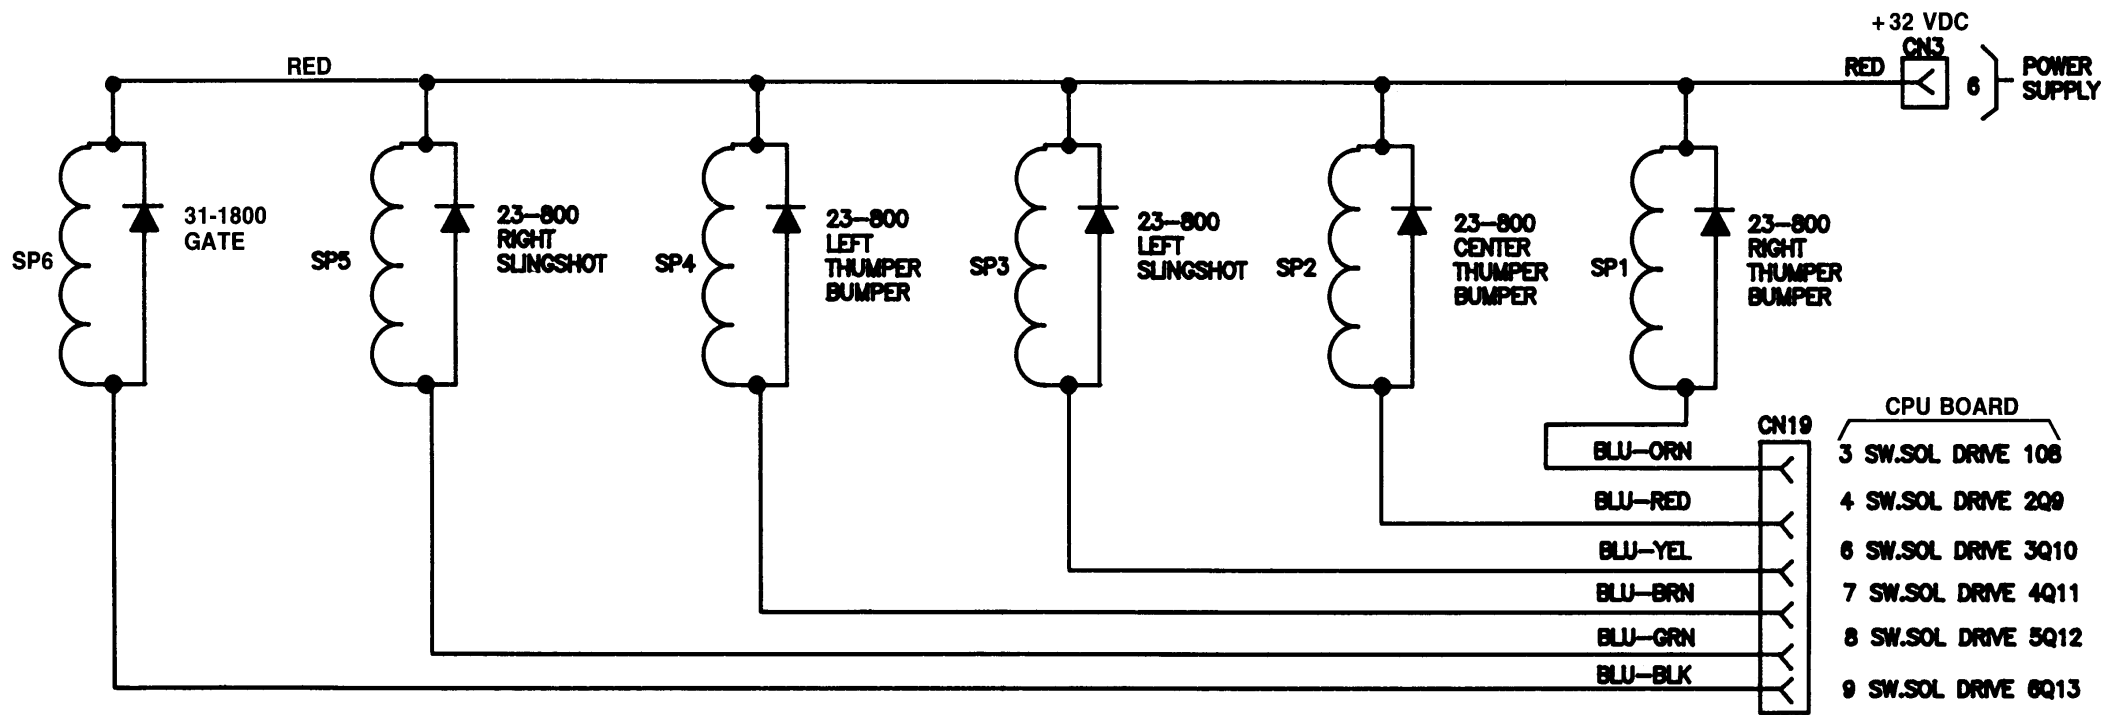 +32 VDC
CN3
RED
RED
6
POWER
SUPPLY
SP6
31-1800
GATE
SP5
23-800
RIGHT
SLINGSHOT
SP4
23-800
LEFT
THUMPER
BUMPER
SP3
23-800
LEFT
SLINGSHOT
SP2
23-800
CENTER
THUMPER
BUMPER
SP1
23-800
RIGHT
THUMPER
BUMPER
CPU BOARD
CN19
BLU-ORN
3 SW.SOL DRIVE 1Q8
BLU-RED
4 SW.SOL DRIVE 2Q9
BLU-YEL
6 SW.SOL DRIVE 3Q10
BLU-BRN
7 SW.SOL DRIVE 4Q11
BLU-GRN
8 SW.SOL DRIVE 5Q12
BLU-BLK
9 SW.SOL DRIVE 6Q13